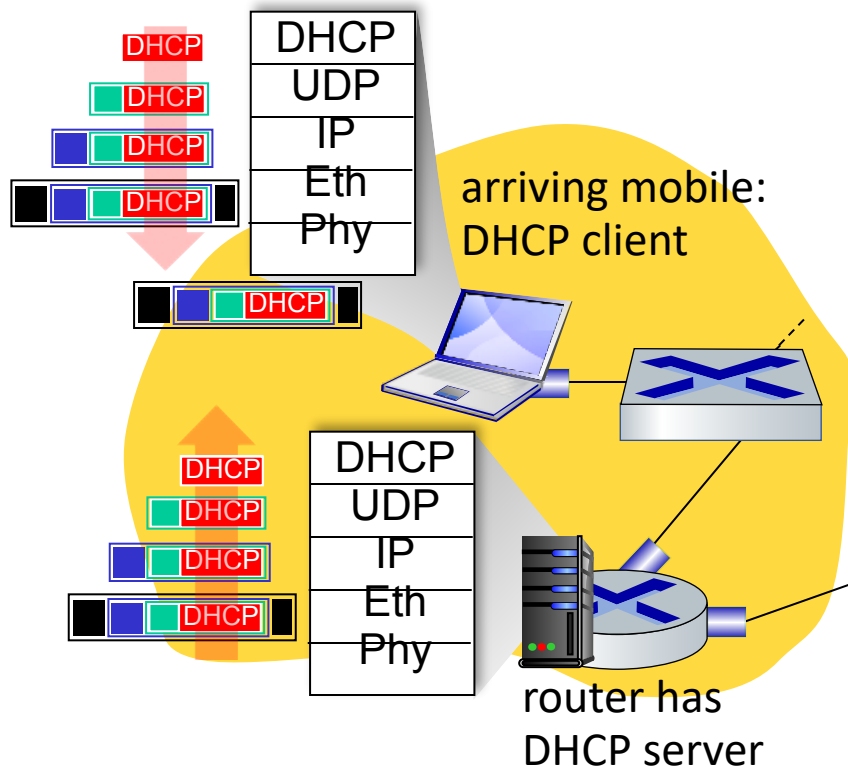 DHCP
DHCP
DHCP
DHCP
DHCP
DHCP
UDP
IP
Eth
Phy
arriving mobile:
DHCP client
DHCP
DHCP
DHCP
DHCP
DHCP
UDP
IP
Eth
Phy
router has
DHCP server